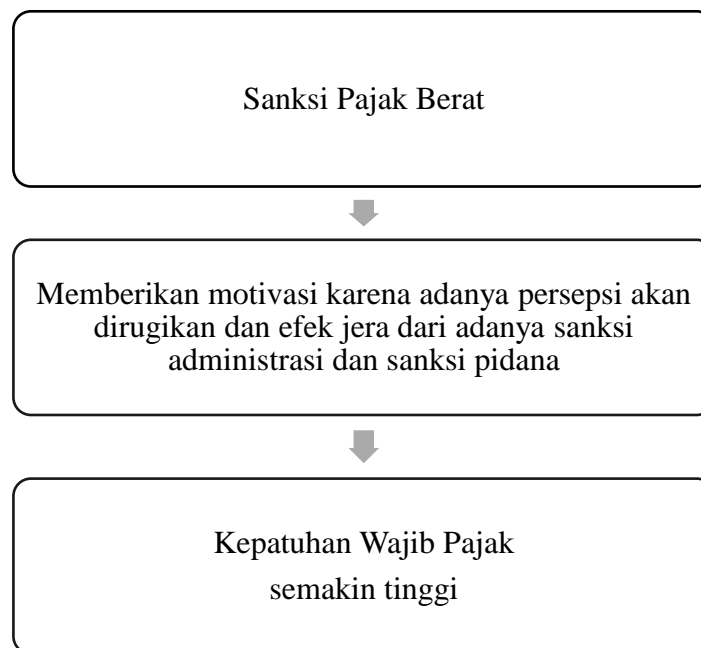 Sanksi Pajak Berat
Memberikan motivasi karena adanya persepsi akan
dirugikan dan efek jera dari adanya sanksi
administrasi dan sanksi pidana
Kepatuhan Wajib Pajak
semakin tinggi